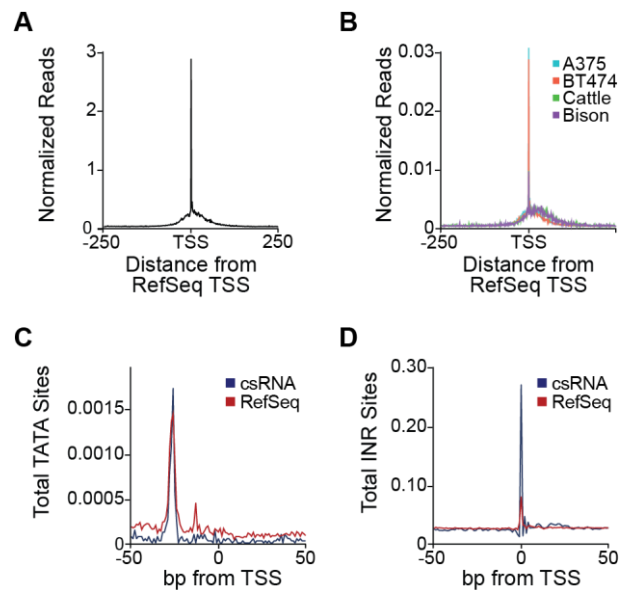 A
Normalized Reads
3
2
1
0
-250
TSS
250
Distance from
RefSeq TSS
B
Normalized Reads
0.03
0.02
0.01
0
-250
TSS
A375
BT474
Cattle
Bison
Distance from
RefSeq TSS
C
Total TATA Sites
0.0015
0.0010
0.0005
0
-50
0
50
csRNA
RefSeq
bp from TSS
D
Total INR Sites
0.30
0.20
0.10
0
-50
0
50
csRNA
RefSeq
bp from TSS